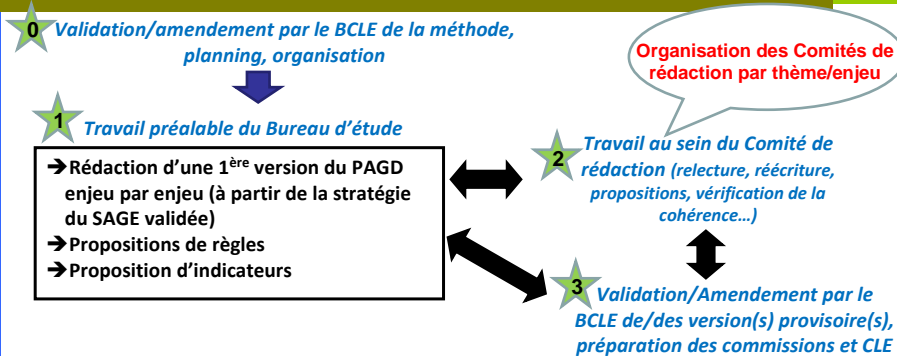 0
Validation/amendement par le BCLE de la méthode,
planning, organisation
Organisation des Comités de
rédaction par thème/enjeu
1
Travail préalable du Bureau d'étude
➔Rédaction d'une 1ère version du PAGD
enjeu par enjeu (à partir de la stratégie
du SAGE validée)
➔Propositions de règles
➔Proposition d'indicateurs
2
Travail au sein du Comité de
rédaction (relecture, réécriture,
propositions, vérification de la
cohérence…)
3
Validation/Amendement par le
BCLE de/des version(s) provisoire(s),
préparation des commissions et CLE